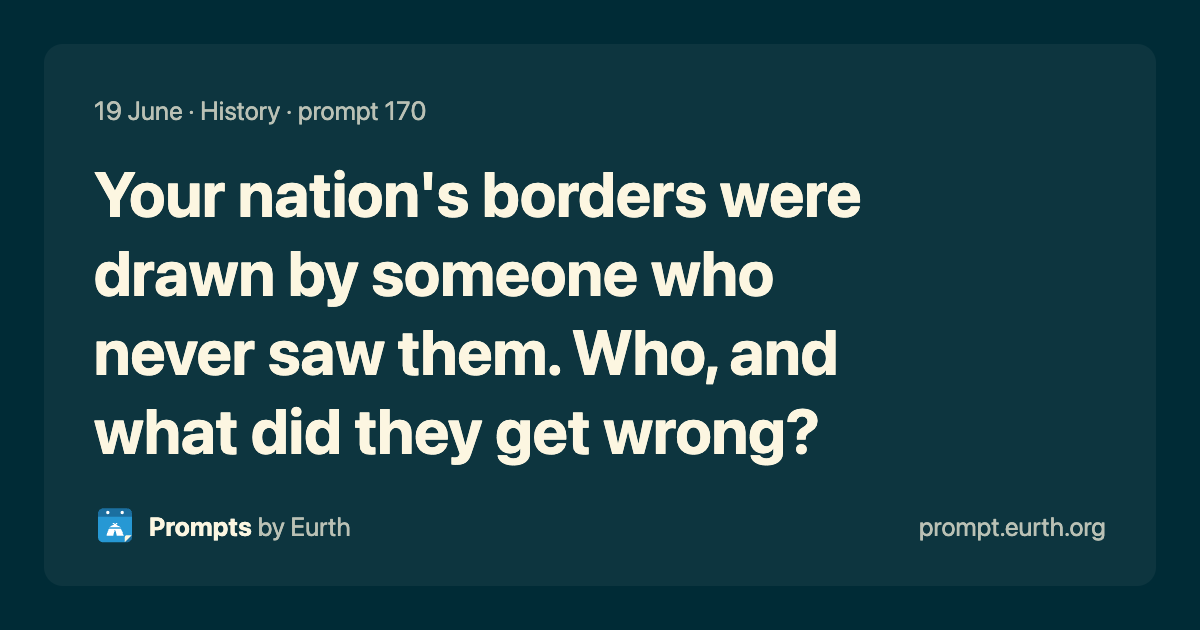 19 June · History · prompt 170
Your nation's borders were
drawn by someone who
never saw them. Who, and
what did they get wrong?
Prompts by Eurth
prompt.eurth.org